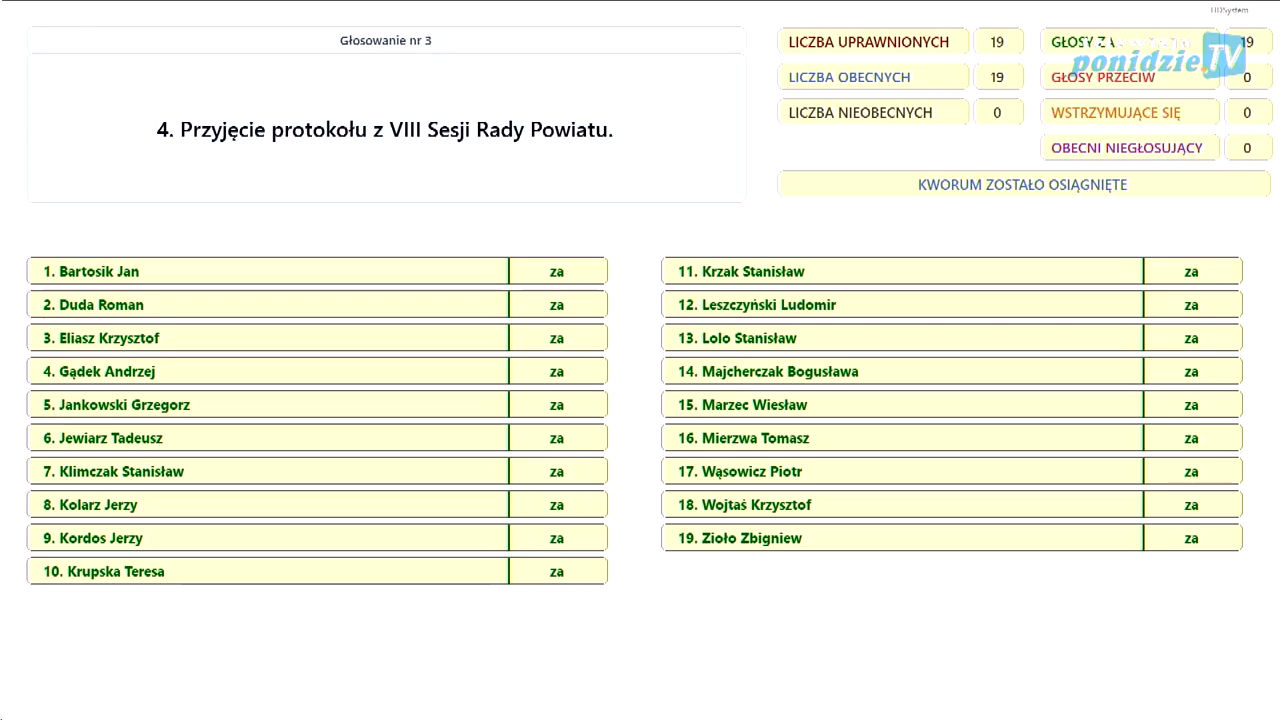 HDSystem
Głosowanie nr 3
4. Przyjęcie protokołu z VIII Sesji Rady Powiatu.
LICZBA UPRAWNIONYCH 19
GŁOSY ZA 19
ponidzie.TV
LICZBA OBECNYCH 19
GŁOSY PRZECIW 0
LICZBA NIEOBECNYCH 0
WSTRZYMUJĄCE SIĘ 0
OBECNI NIEGŁOSUJĄCY 0
KWORUM ZOSTAŁO OSIĄGNIĘTE
1. Bartosik Jan za
2. Duda Roman za
3. Eliasz Krzysztof za
4. Gądek Andrzej za
5. Jankowski Grzegorz za
6. Jewiarz Tadeusz za
7. Klimczak Stanisław za
8. Kolarz Jerzy za
9. Kordos Jerzy za
10. Krupska Teresa za
11. Krzak Stanisław za
12. Leszczyński Ludomir za
13. Lolo Stanisław za
14. Majcherczak Bogusława za
15. Marzec Wiesław za
16. Mierzwa Tomasz za
17. Wąsowicz Piotr za
18. Wojtaś Krzysztof za
19. Zioło Zbigniew za